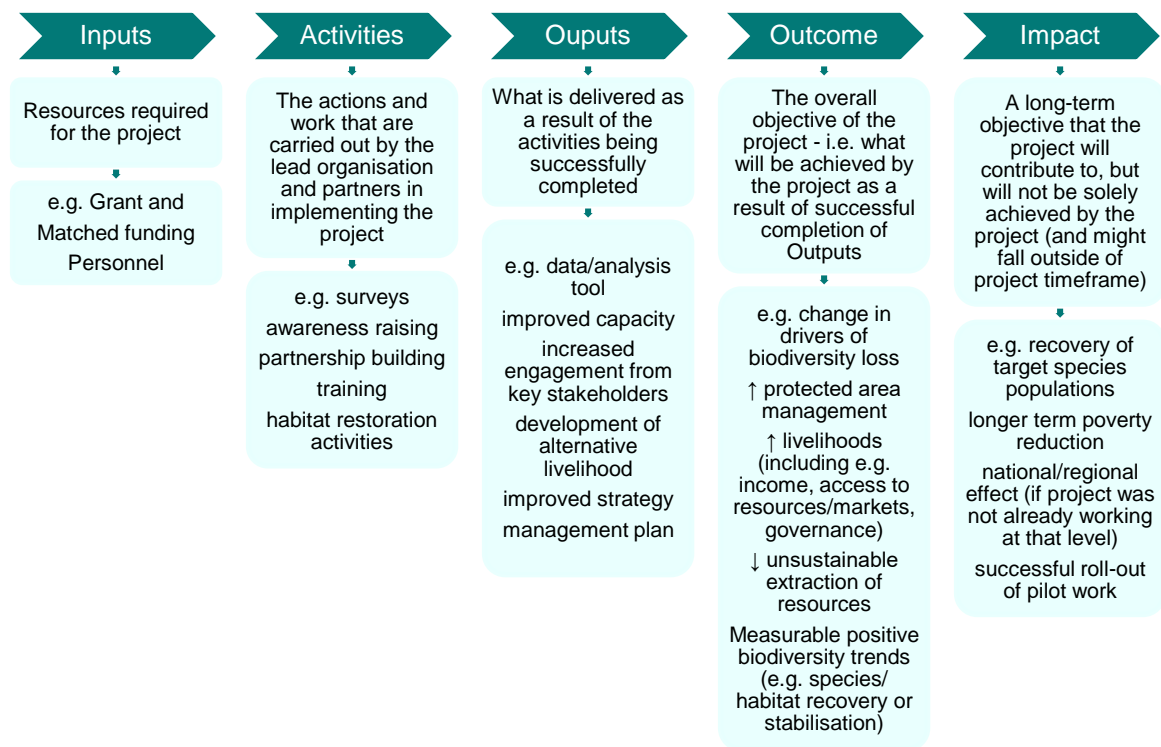 Inputs
Resources required
for the project
e.g. Grant and
Matched funding
Personnel
Activities
The actions and
work that are
carried out by the
lead organisation
and partners in
implementing the
project
e.g. surveys
awareness raising
partnership building
training
habitat restoration
activities
Ouputs
What is delivered as
a result of the
activities being
successfully
completed
e.g. data/analysis
tool
improved capacity
increased
engagement from
key stakeholders
development of
alternative
livelihood
improved strategy
management plan
Outcome
The overall
objective of the
project - i.e. what
will be achieved by
the project as a
result of successful
completion of
Outputs
e.g. change in
drivers of
biodiversity loss
↑ protected area
management
↑ livelihoods
(including e.g.
income, access to
resources/markets,
governance)
↓ unsustainable
extraction of
resources
Measurable positive
biodiversity trends
(e.g. species/
habitat recovery or
stabilisation)
Impact
A long-term
objective that the
project will
contribute to, but
will not be solely
achieved by the
project (and might
fall outside of
project timeframe)
e.g. recovery of
target species
populations
longer term poverty
reduction
national/regional
effect (if project was
not already working
at that level)
successful roll-out
of pilot work